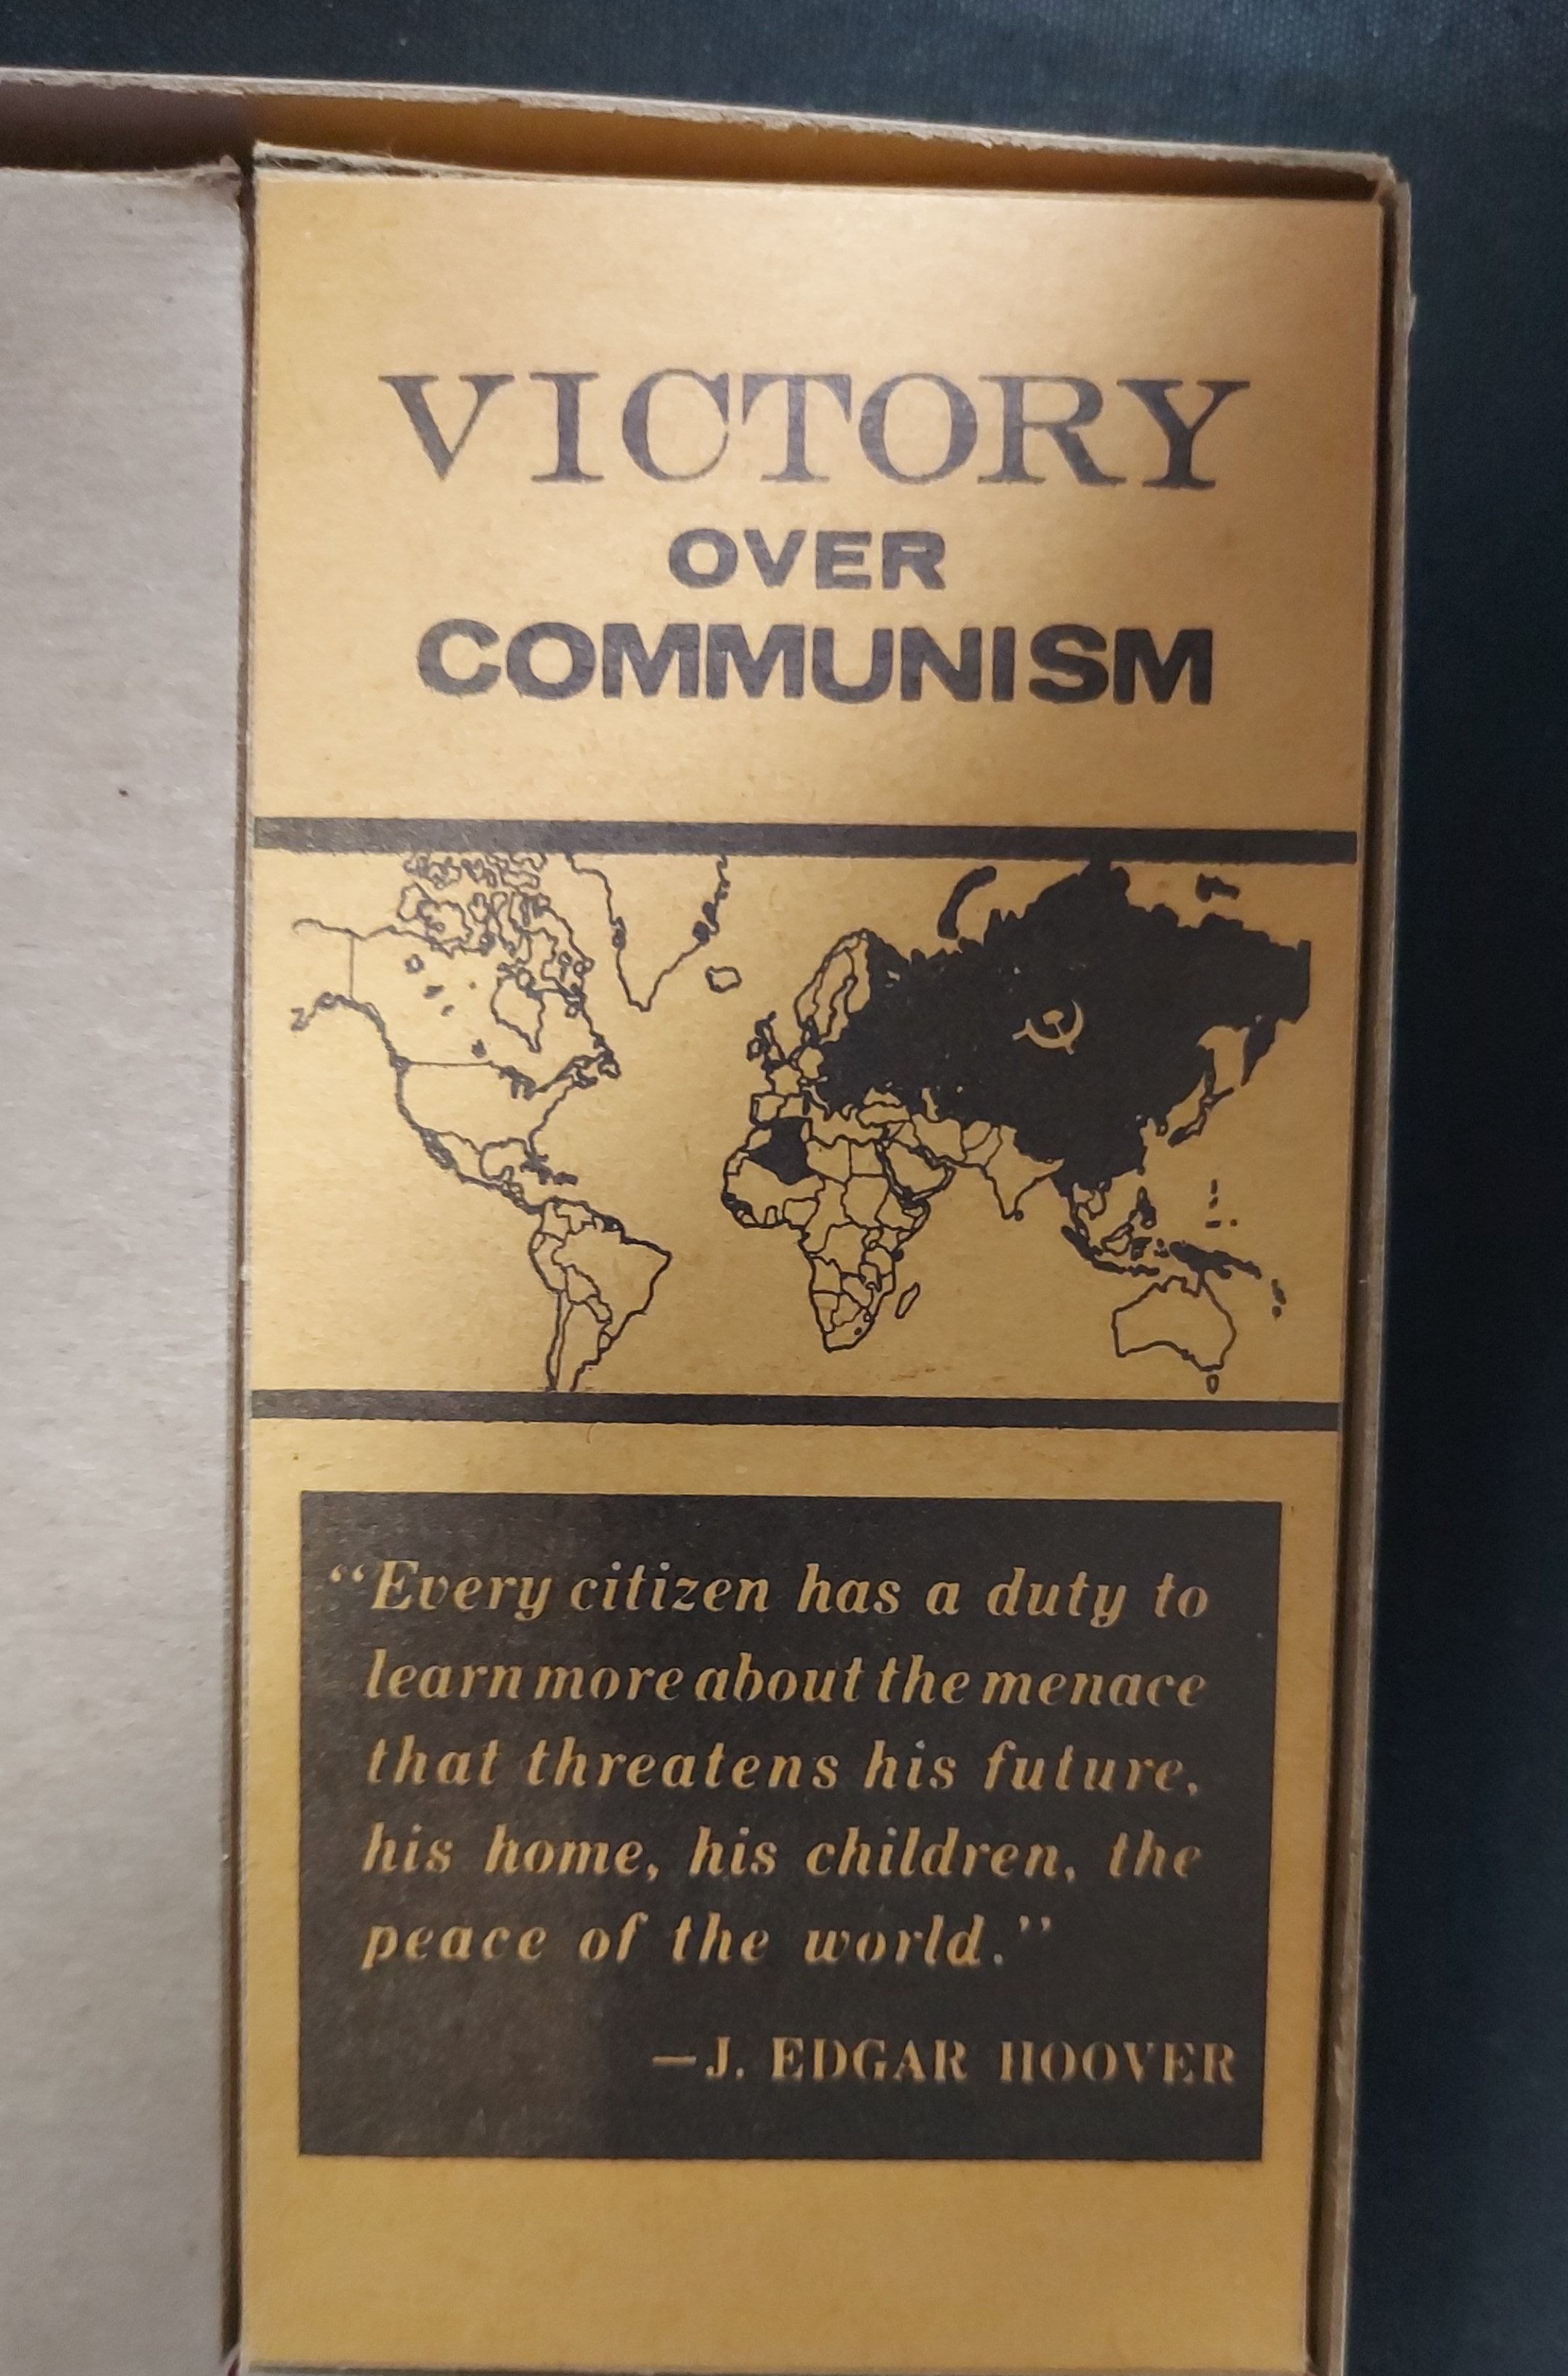 VICTORY
OVER
COMMUNISM
“Every citizen has a duty to
learn more about the menace
that threatens his future,
his home, his children, the
peace of the world.”
—J. EDGAR HOOVER